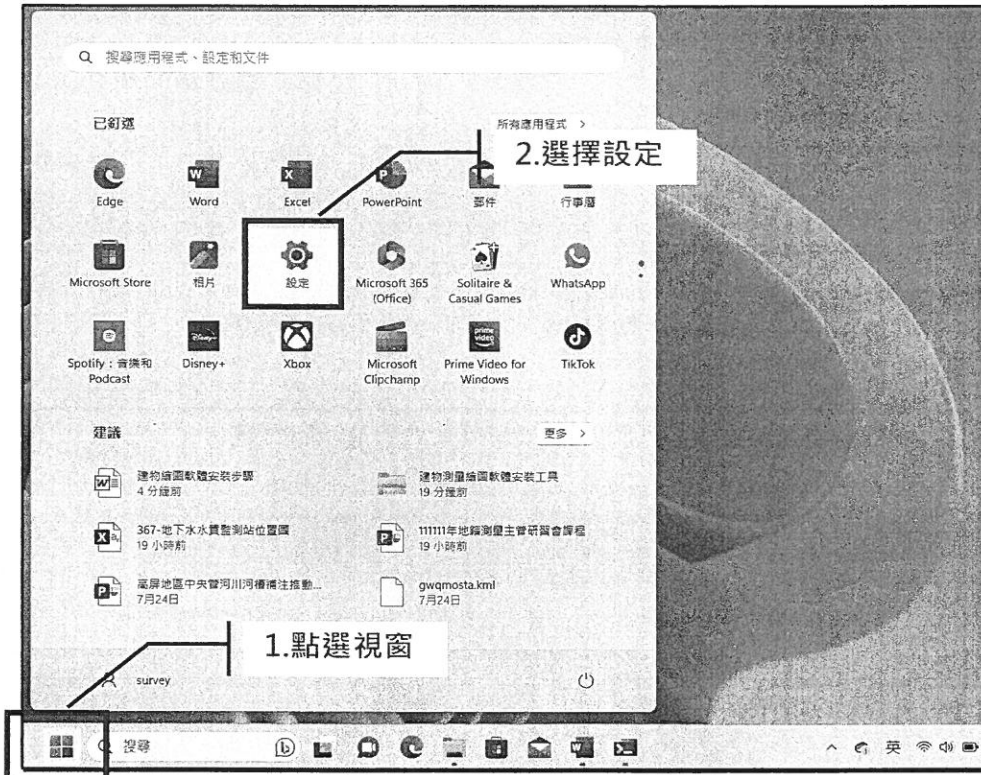 搜尋應用程式、設定和文件
已釘選
所有應用程式 >
2.選擇設定
Edge
Word
Excel
PowerPoint
郵件
行事曆
Microsoft Store
相片
設定
Microsoft 365
(Office)
Solitaire &
Casual Games
WhatsApp
Spotify：音樂和
Podcast
Disney+
Xbox
Microsoft
Clipchamp
prime
video
Prime Video for
Windows
TikTok
建議
更多 >
建物繪圖軟體安裝步驟
4 分鐘前
建物測量繪圖軟體安裝工具
19 分鐘前
367-地下水水質監測站位置圖
19 小時前
111111年地籍測量主管研習會課程
19 小時前
高屏地區中央管河川河槽補注推動...
7月24日
gwqmosta.kml
7月24日
1.點選視窗
survey
搜尋
英